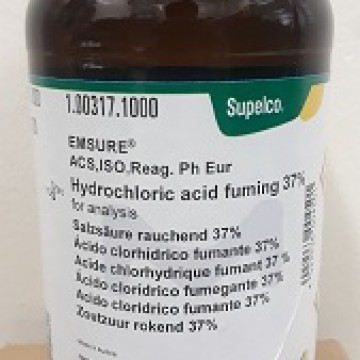 1.00317.1000
Supelco®
EMSURE®
ACS,ISO,Reag. Ph Eur
Hydrochloric acid fuming 37%
for analysis
Salzsäure rauchend 37%
Ácido clorhídrico fumante 37%
Acide chlorhydrique fumant 37%
Acido cloridrico fumegante 37%
Acido cloridrico fumante 37%
Zoutzuur rokend 37%